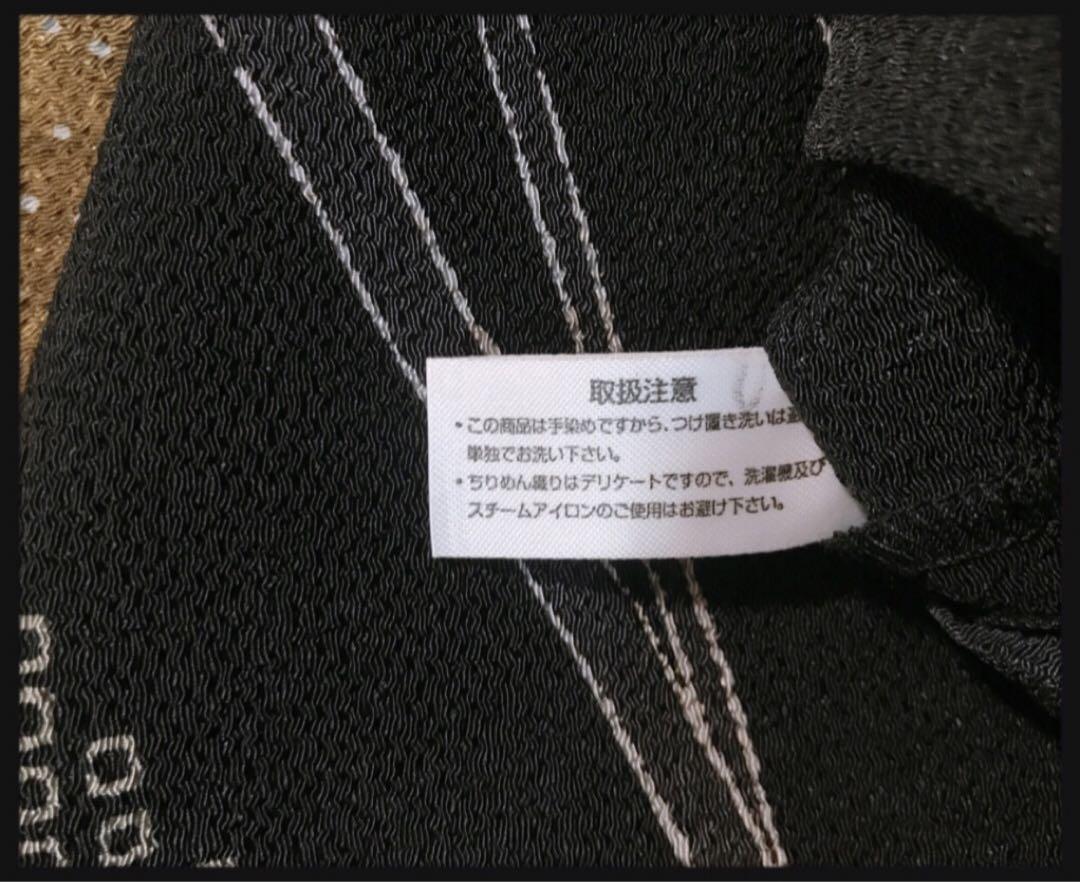 取扱注意
・この商品は手染めですから、つけ置き洗いは避
単独でお洗い下さい。
・ちりめん織りはデリケートですので、洗濯機及び
スチームアイロンのご使用はお避け下さい。